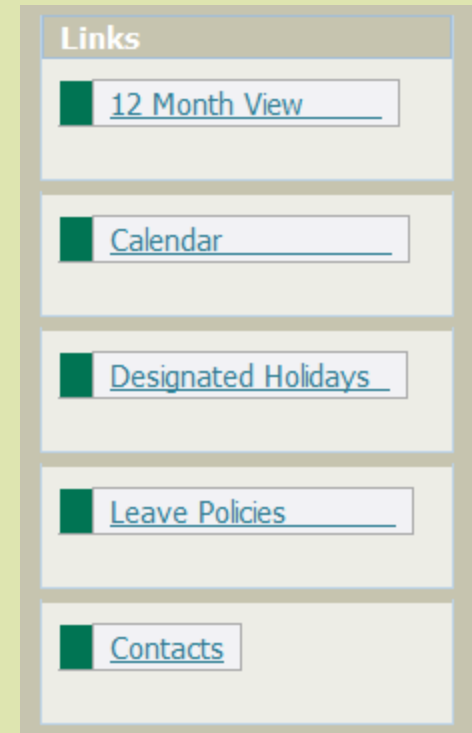 Links
12 Month View
Calendar
Designated Holidays
Leave Policies
Contacts